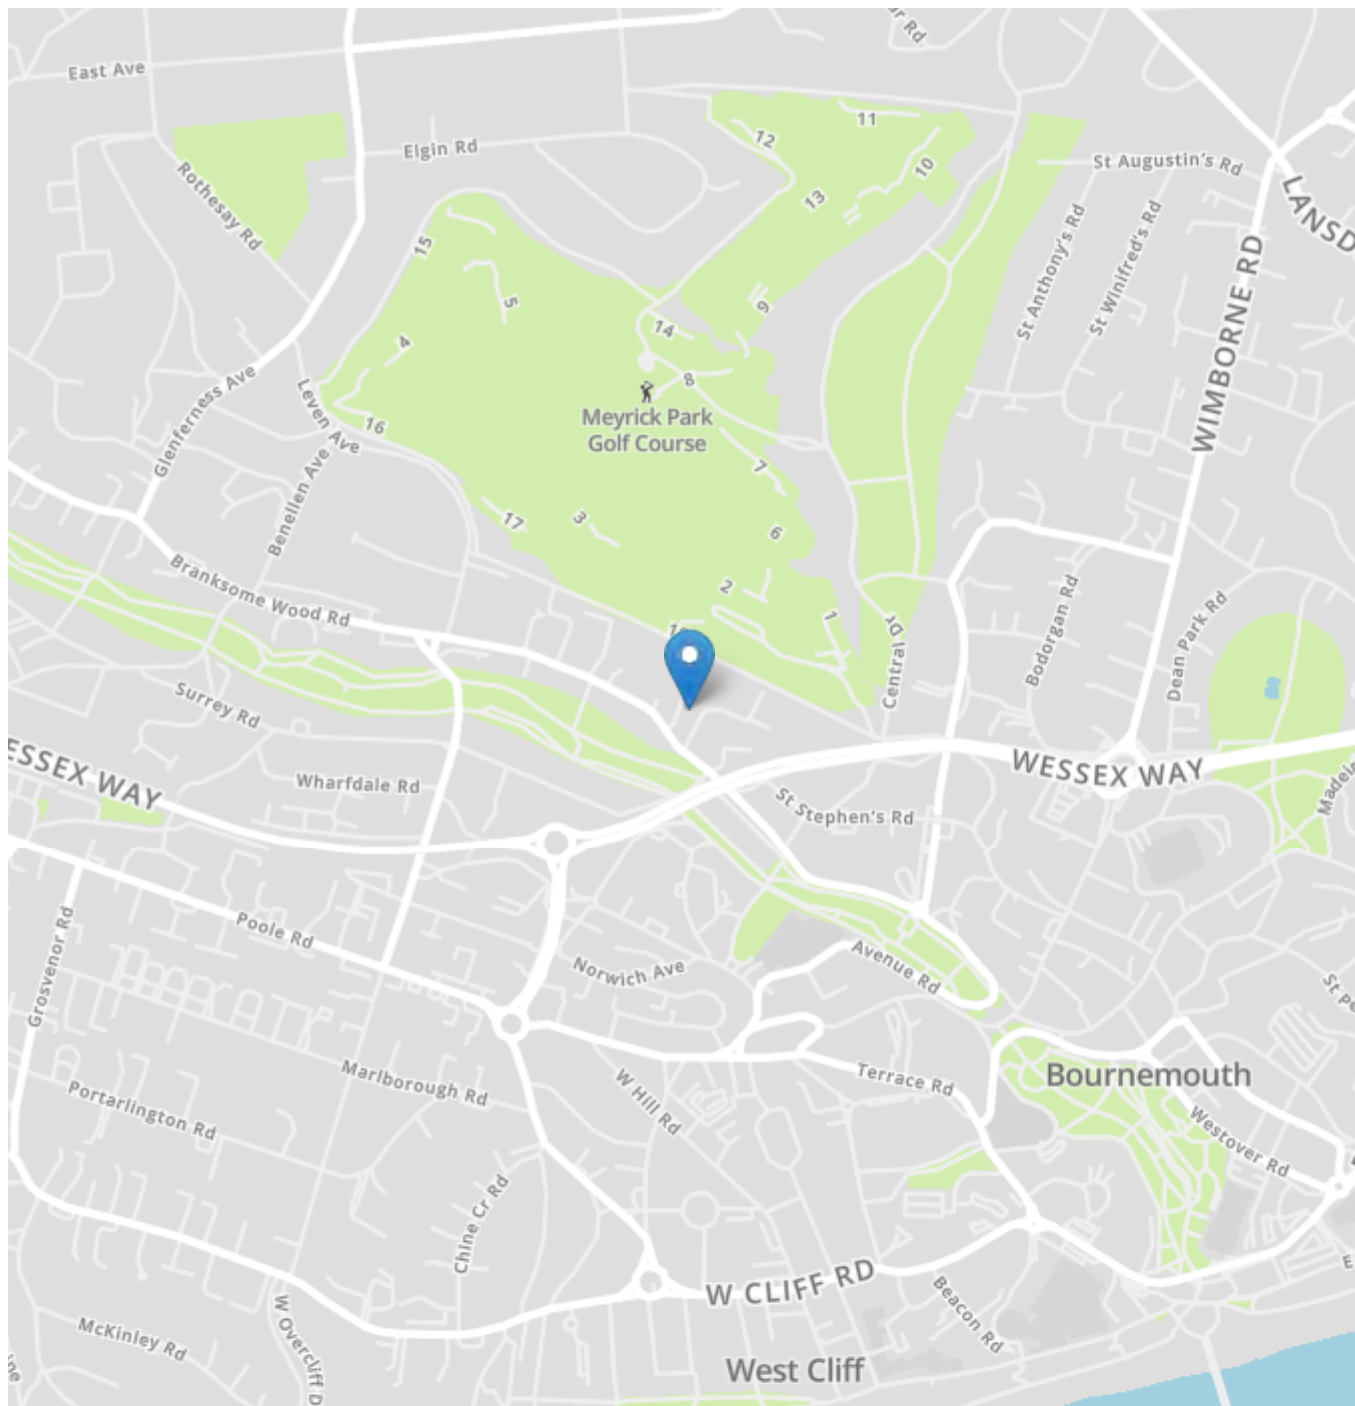 East Ave
Elgin Rd
Rothesay Rd
12
11
10
13
St Augustin's Rd
LANSD
15
5
9
14
4
8
Meyrick Park
Golf Course
16
7
17
3
6
2
1
St Anthony's Rd
St Winifred's Rd
WIMBORNE RD
Glenferness Ave
Leven Ave
Benellen Ave
Branksome Wood Rd
Central Dr
Bodorgan Rd
Dean Park Rd
Surrey Rd
ESSEX WAY
Wharfdale Rd
WESSEX WAY
St Stephen's Rd
Grosvenor Rd
Poole Rd
Norwich Ave
Avenue Rd
Marlborough Rd
Portarlington Rd
W Hill Rd
Terrace Rd
Bournemouth
Westover Rd
Chine Cr Rd
W CLIFF RD
Beacon Rd
McKinley Rd
W Overcliff D
West Cliff